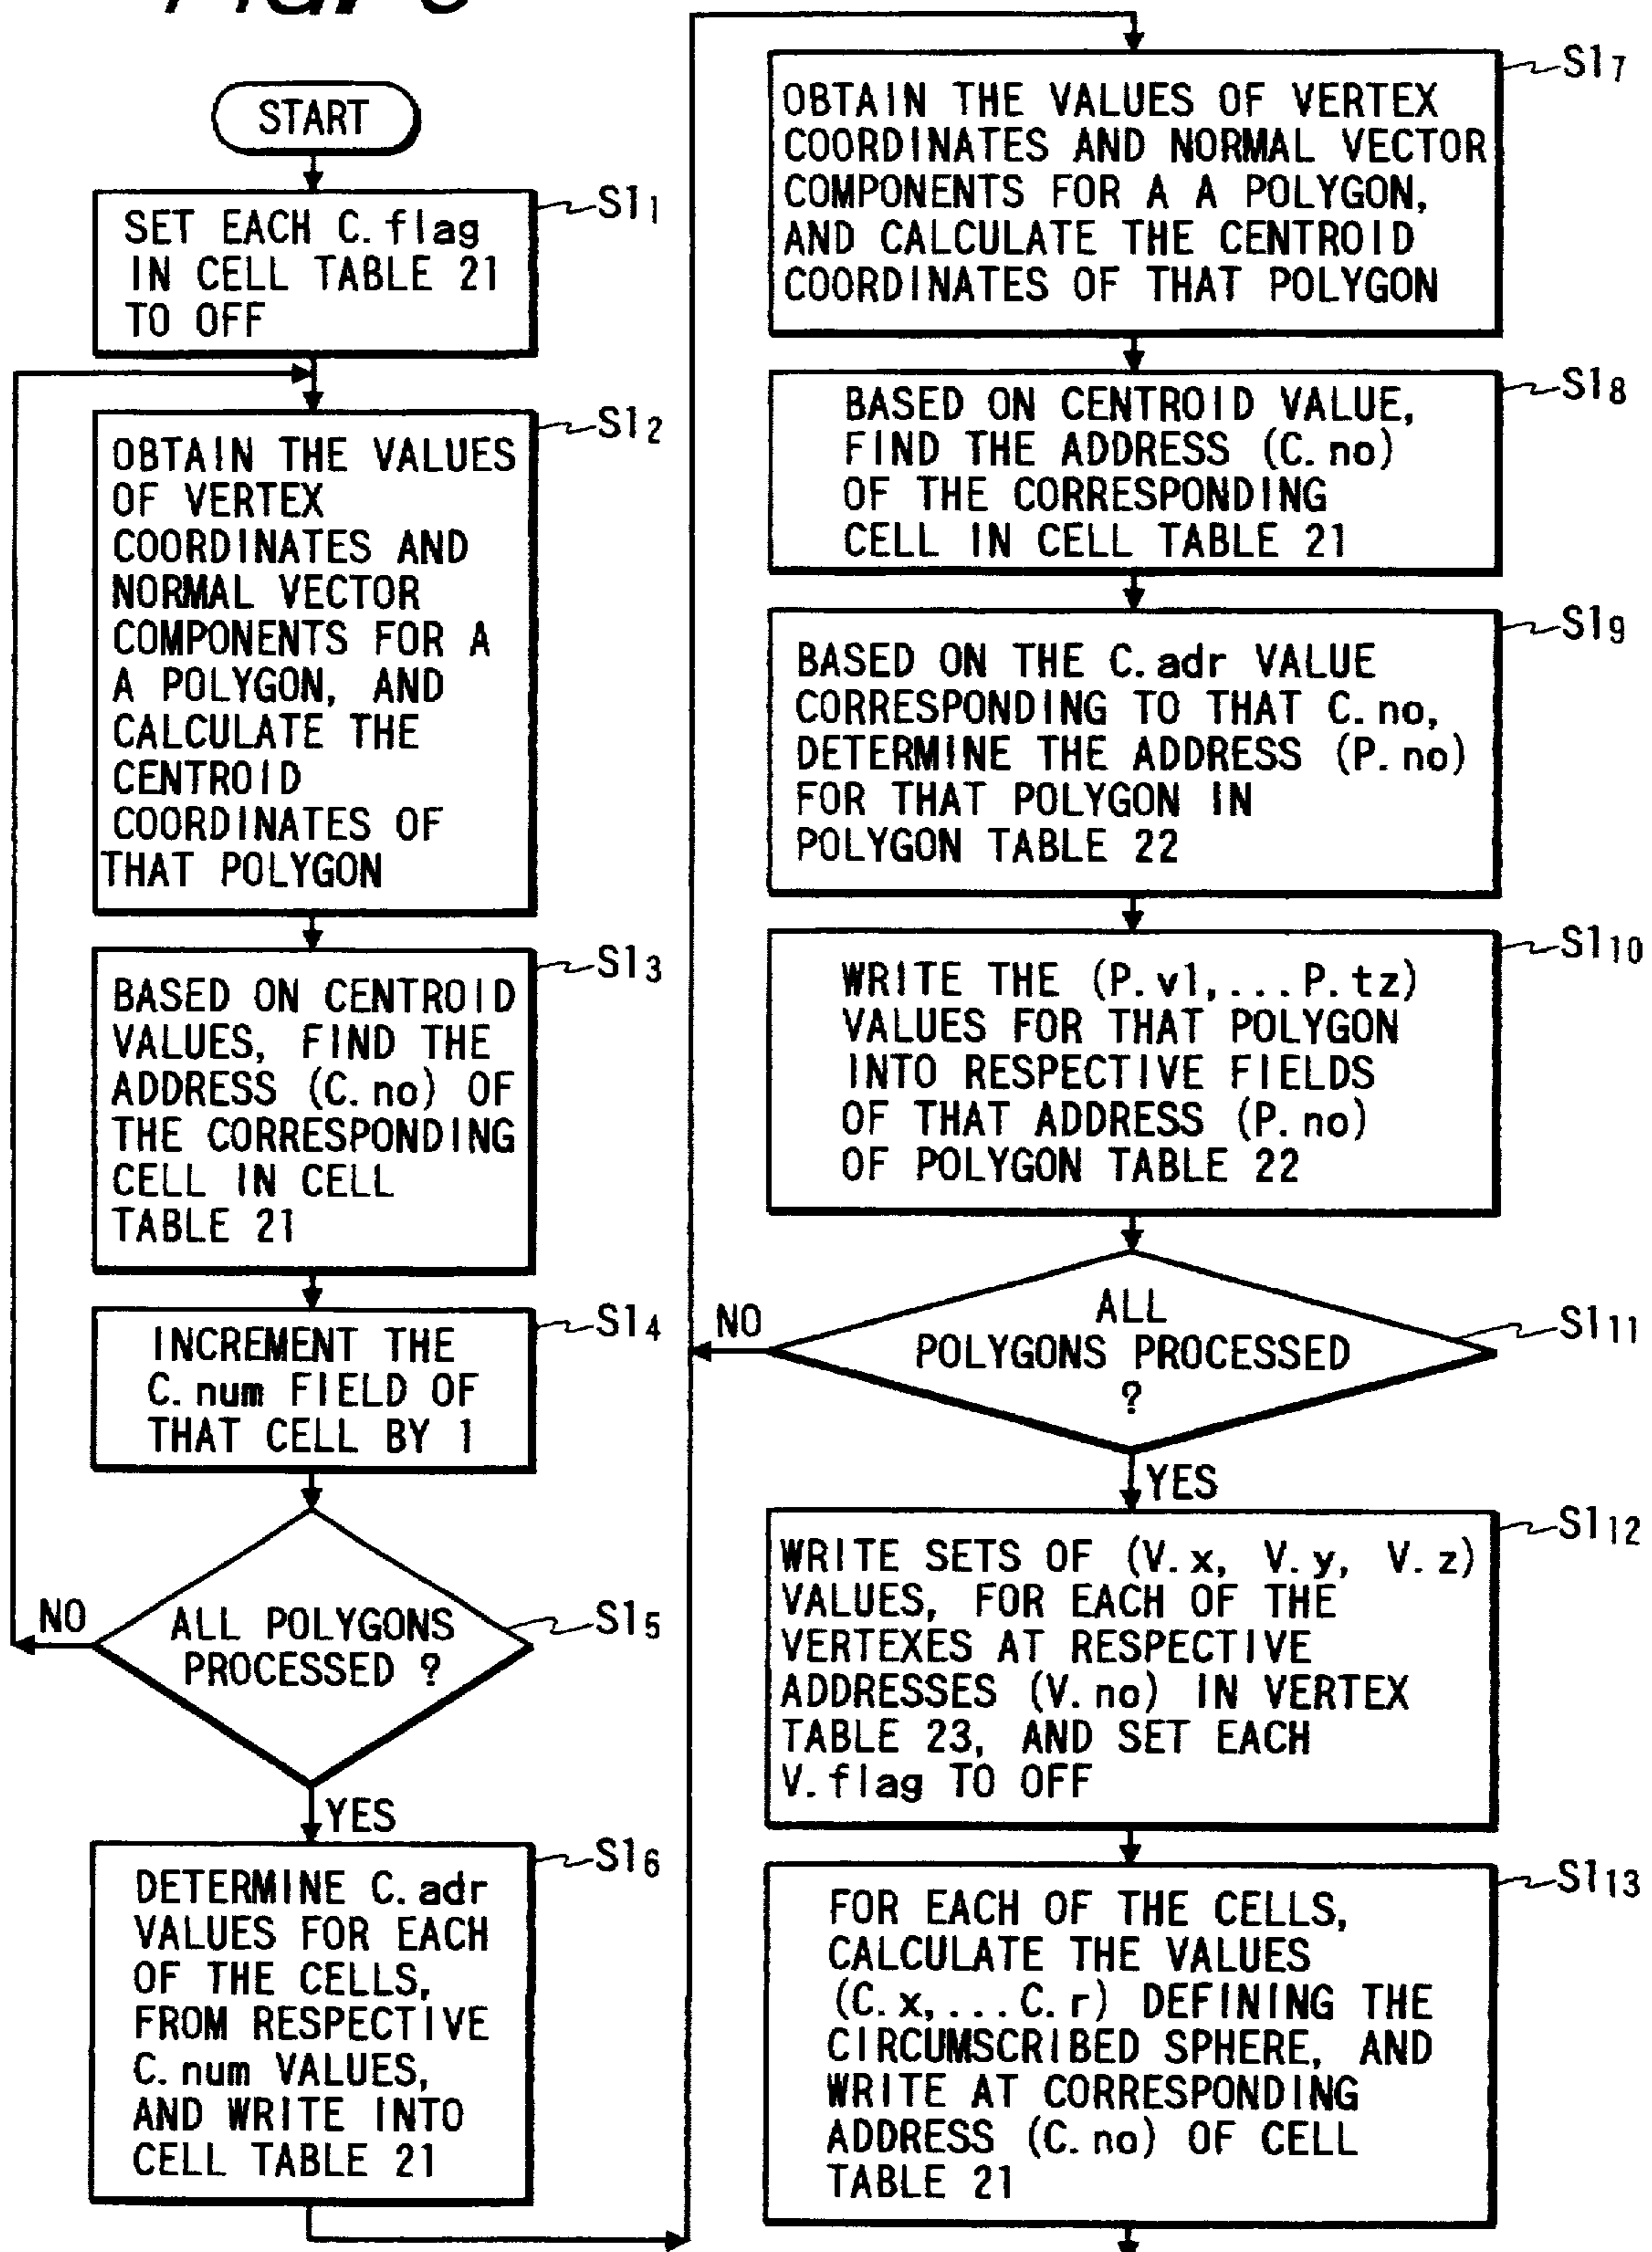 START
S11
SET EACH C.flag
IN CELL TABLE 21
TO OFF
S12
OBTAIN THE VALUES
OF VERTEX
COORDINATES AND
NORMAL VECTOR
COMPONENTS FOR A
A POLYGON, AND
CALCULATE THE
CENTROID
COORDINATES OF
THAT POLYGON
S13
BASED ON CENTROID
VALUES, FIND THE
ADDRESS (C.no) OF
THE CORRESPONDING
CELL IN CELL
TABLE 21
S14
INCREMENT THE
C.num FIELD OF
THAT CELL BY 1
S15
NO
ALL POLYGONS
PROCESSED ?
YES
S16
DETERMINE C.adr
VALUES FOR EACH
OF THE CELLS,
FROM RESPECTIVE
C.num VALUES,
AND WRITE INTO
CELL TABLE 21
S17
OBTAIN THE VALUES OF VERTEX
COORDINATES AND NORMAL VECTOR
COMPONENTS FOR A A POLYGON,
AND CALCULATE THE CENTROID
COORDINATES OF THAT POLYGON
S18
BASED ON CENTROID VALUE,
FIND THE ADDRESS (C.no)
OF THE CORRESPONDING
CELL IN CELL TABLE 21
S19
BASED ON THE C.adr VALUE
CORRESPONDING TO THAT C.no,
DETERMINE THE ADDRESS (P.no)
FOR THAT POLYGON IN
POLYGON TABLE 22
S110
WRITE THE (P.v1,...P.tz)
VALUES FOR THAT POLYGON
INTO RESPECTIVE FIELDS
OF THAT ADDRESS (P.no)
OF POLYGON TABLE 22
S111
NO
ALL
POLYGONS PROCESSED
?
YES
S112
WRITE SETS OF (V.x, V.y, V.z)
VALUES, FOR EACH OF THE
VERTEXES AT RESPECTIVE
ADDRESSES (V.no) IN VERTEX
TABLE 23, AND SET EACH
V.flag TO OFF
S113
FOR EACH OF THE CELLS,
CALCULATE THE VALUES
(C.x,...C.r) DEFINING THE
CIRCUMSCRIBED SPHERE, AND
WRITE AT CORRESPONDING
ADDRESS (C.no) OF CELL
TABLE 21